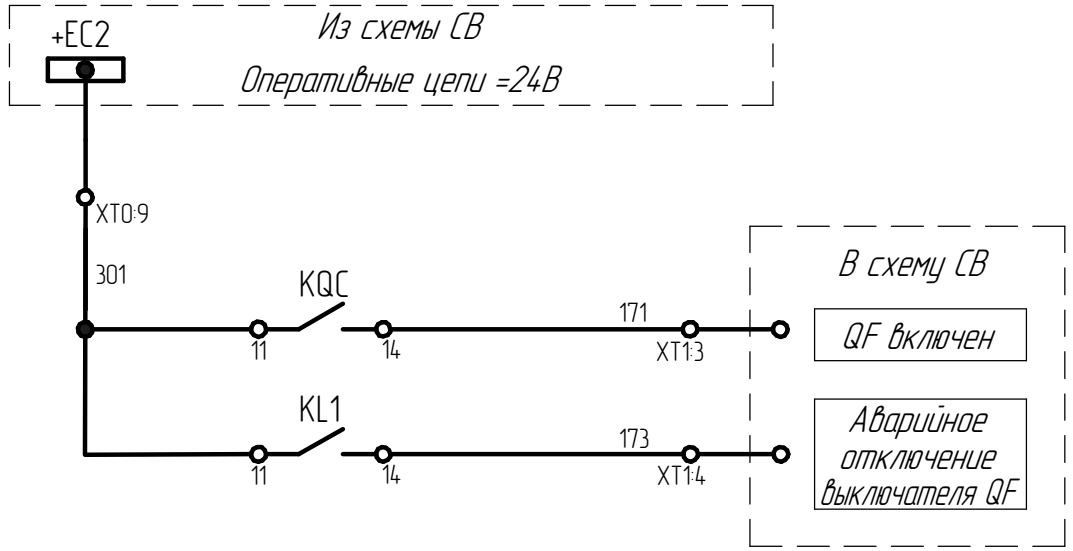 +EC2
Из схемы СВ
Оперативные цепи =24В
XT0:9
301
KQC
11
14
171
XT1:3
В схему СВ
QF включен
KL1
11
14
173
XT1:4
Аварийное
отключение
выключателя QF